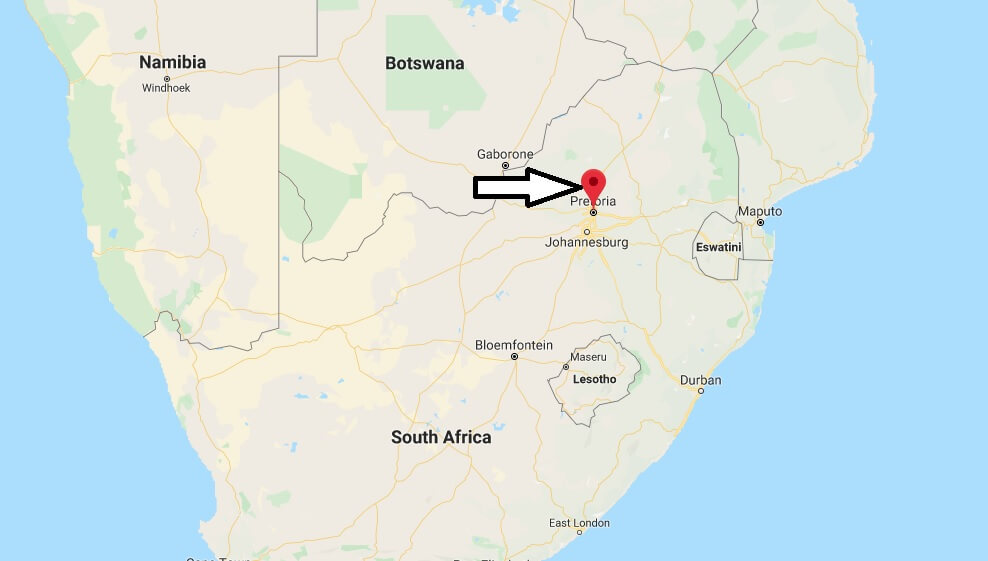 Namibia
Windhoek
Botswana
Gaborone
Pretoria
Johannesburg
Maputo
Eswatini
Bloemfontein
Maseru
Lesotho
Durban
South Africa
East London